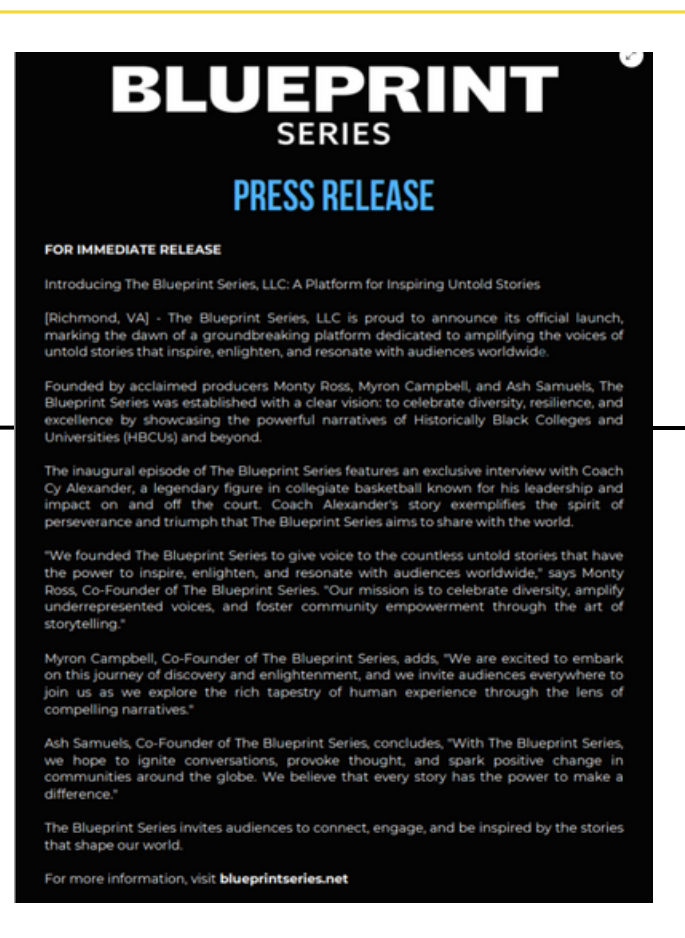 BLUEPRINT
SERIES
PRESS RELEASE
FOR IMMEDIATE RELEASE
Introducing The Blueprint Series, LLC: A Platform for Inspiring Untold Stories
[Richmond, VA] - The Blueprint Series, LLC is proud to announce its official launch,
marking the dawn of a groundbreaking platform dedicated to amplifying the voices of
untold stories that inspire, enlighten, and resonate with audiences worldwide.
Founded by acclaimed producers Monty Ross, Myron Campbell, and Ash Samuels, The
Blueprint Series was established with a clear vision: to celebrate diversity, resilience, and
excellence by showcasing the powerful narratives of Historically Black Colleges and
Universities (HBCUs) and beyond.
The inaugural episode of The Blueprint Series features an exclusive interview with Coach
Cy Alexander, a legendary figure in collegiate basketball known for his leadership and
impact on and off the court. Coach Alexander's story exemplifies the spirit of
perseverance and triumph that The Blueprint Series aims to share with the world.
"We founded The Blueprint Series to give voice to the countless untold stories that have
the power to inspire, enlighten, and resonate with audiences worldwide," says Monty
Ross, Co-Founder of The Blueprint Series. "Our mission is to celebrate diversity, amplify
underrepresented voices, and foster community empowerment through the art of
storytelling."
Myron Campbell, Co-Founder of The Blueprint Series, adds, "We are excited to embark
on this journey of discovery and enlightenment, and we invite audiences everywhere to
join us as we explore the rich tapestry of human experience through the lens of
compelling narratives."
Ash Samuels, Co-Founder of The Blueprint Series, concludes, "With The Blueprint Series,
we hope to ignite conversations, provoke thought, and spark positive change in
communities around the globe. We believe that every story has the power to make a
difference."
The Blueprint Series invites audiences to connect, engage, and be inspired by the stories
that shape our world.
For more information, visit blueprintseries.net